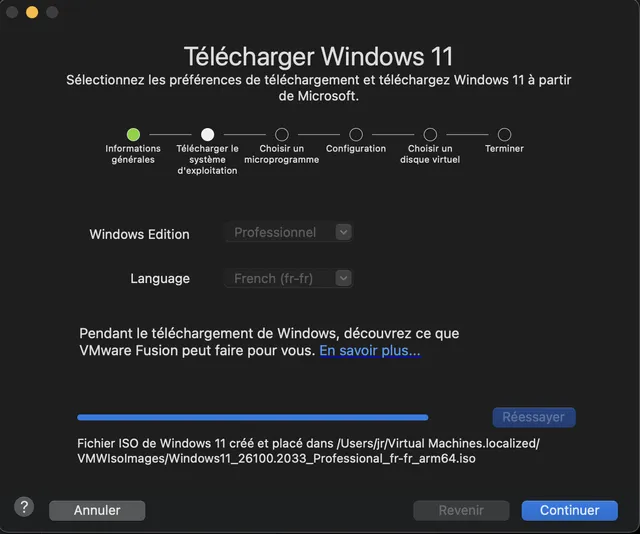 Télécharger Windows 11
Sélectionnez les préférences de téléchargement et téléchargez Windows 11 à partir
de Microsoft.
Informations
générales
Télécharger le
système
d'exploitation
Choisir un
microprogramme
Configuration
Choisir un
disque virtuel
Terminer
Windows Edition
Professionnel
Language
French (fr-fr)
Pendant le téléchargement de Windows, découvrez ce que
VMware Fusion peut faire pour vous. En savoir plus...
Réessayer
Fichier ISO de Windows 11 créé et placé dans /Users/jr/Virtual Machines.localized/
VMWIsoImages/Windows11_26100.2033_Professional_fr-fr_arm64.iso
?
Annuler
Revenir
Continuer